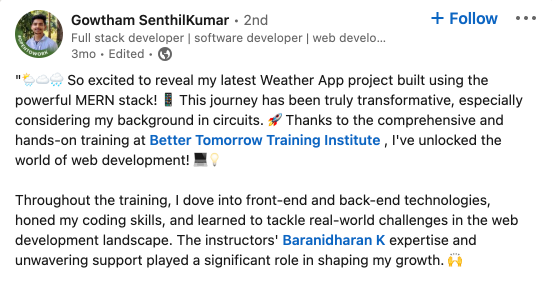 Gowtham SenthilKumar • 2nd
+ Follow •••
Full stack developer | software developer | web develo...
3mo • Edited •
"🌦️☁️🌧️ So excited to reveal my latest Weather App project built using the
powerful MERN stack! 📱 This journey has been truly transformative, especially
considering my background in circuits. 🚀 Thanks to the comprehensive and
hands-on training at Better Tomorrow Training Institute , I've unlocked the
world of web development! 💻💡
Throughout the training, I dove into front-end and back-end technologies,
honed my coding skills, and learned to tackle real-world challenges in the web
development landscape. The instructors' Baranidharan K expertise and
unwavering support played a significant role in shaping my growth. 🙌